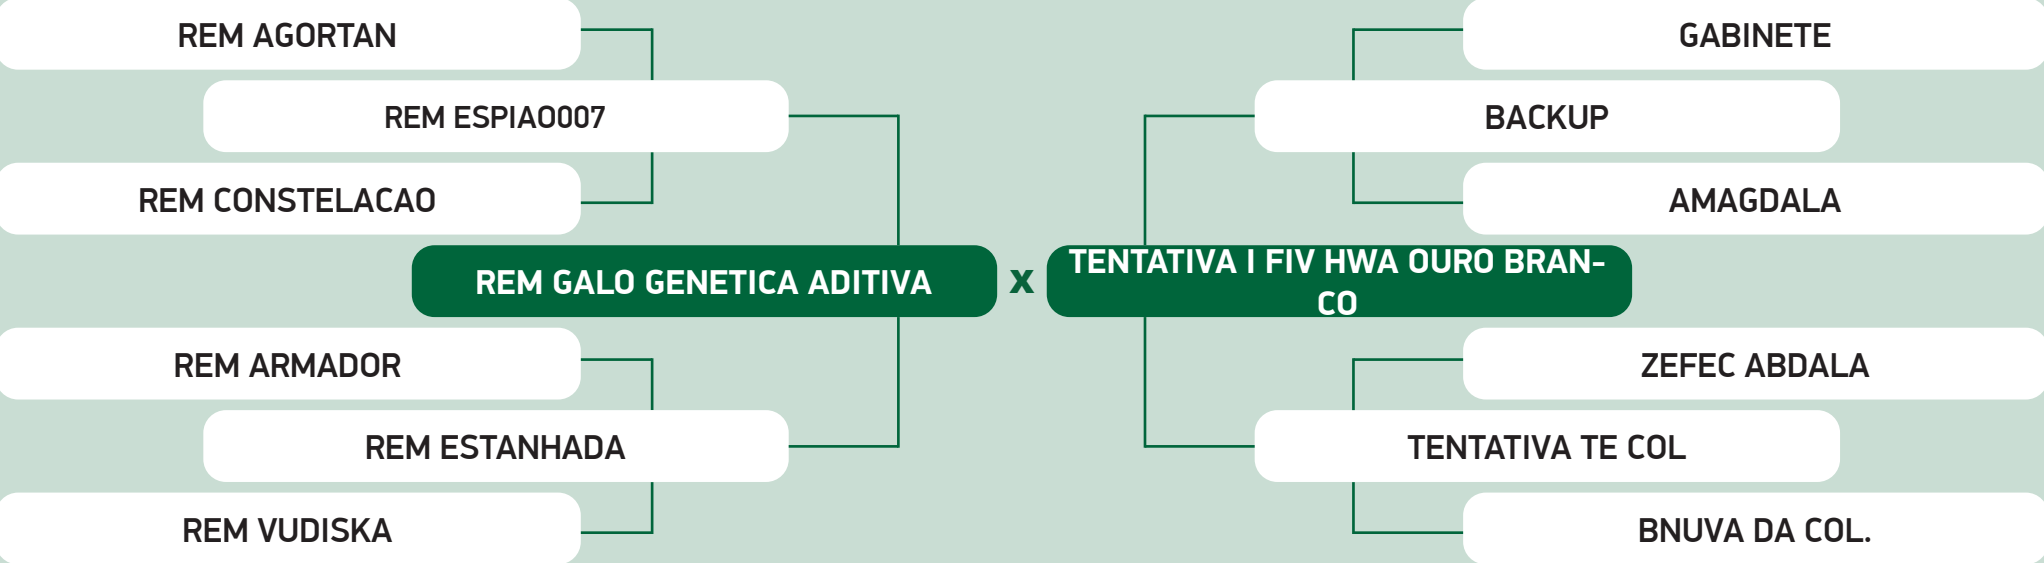 REM AGORTAN
GABINETE
REM ESPIAO007
BACKUP
REM CONSTELACAO
AMAGDALA
REM GALO GENETICA ADITIVA
x
TENTATIVA I FIV HWA OURO BRAN-
CO
REM ARMADOR
ZEFEC ABDALA
REM ESTANHADA
TENTATIVA TE COL
REM VUDISKA
BNUVA DA COL.